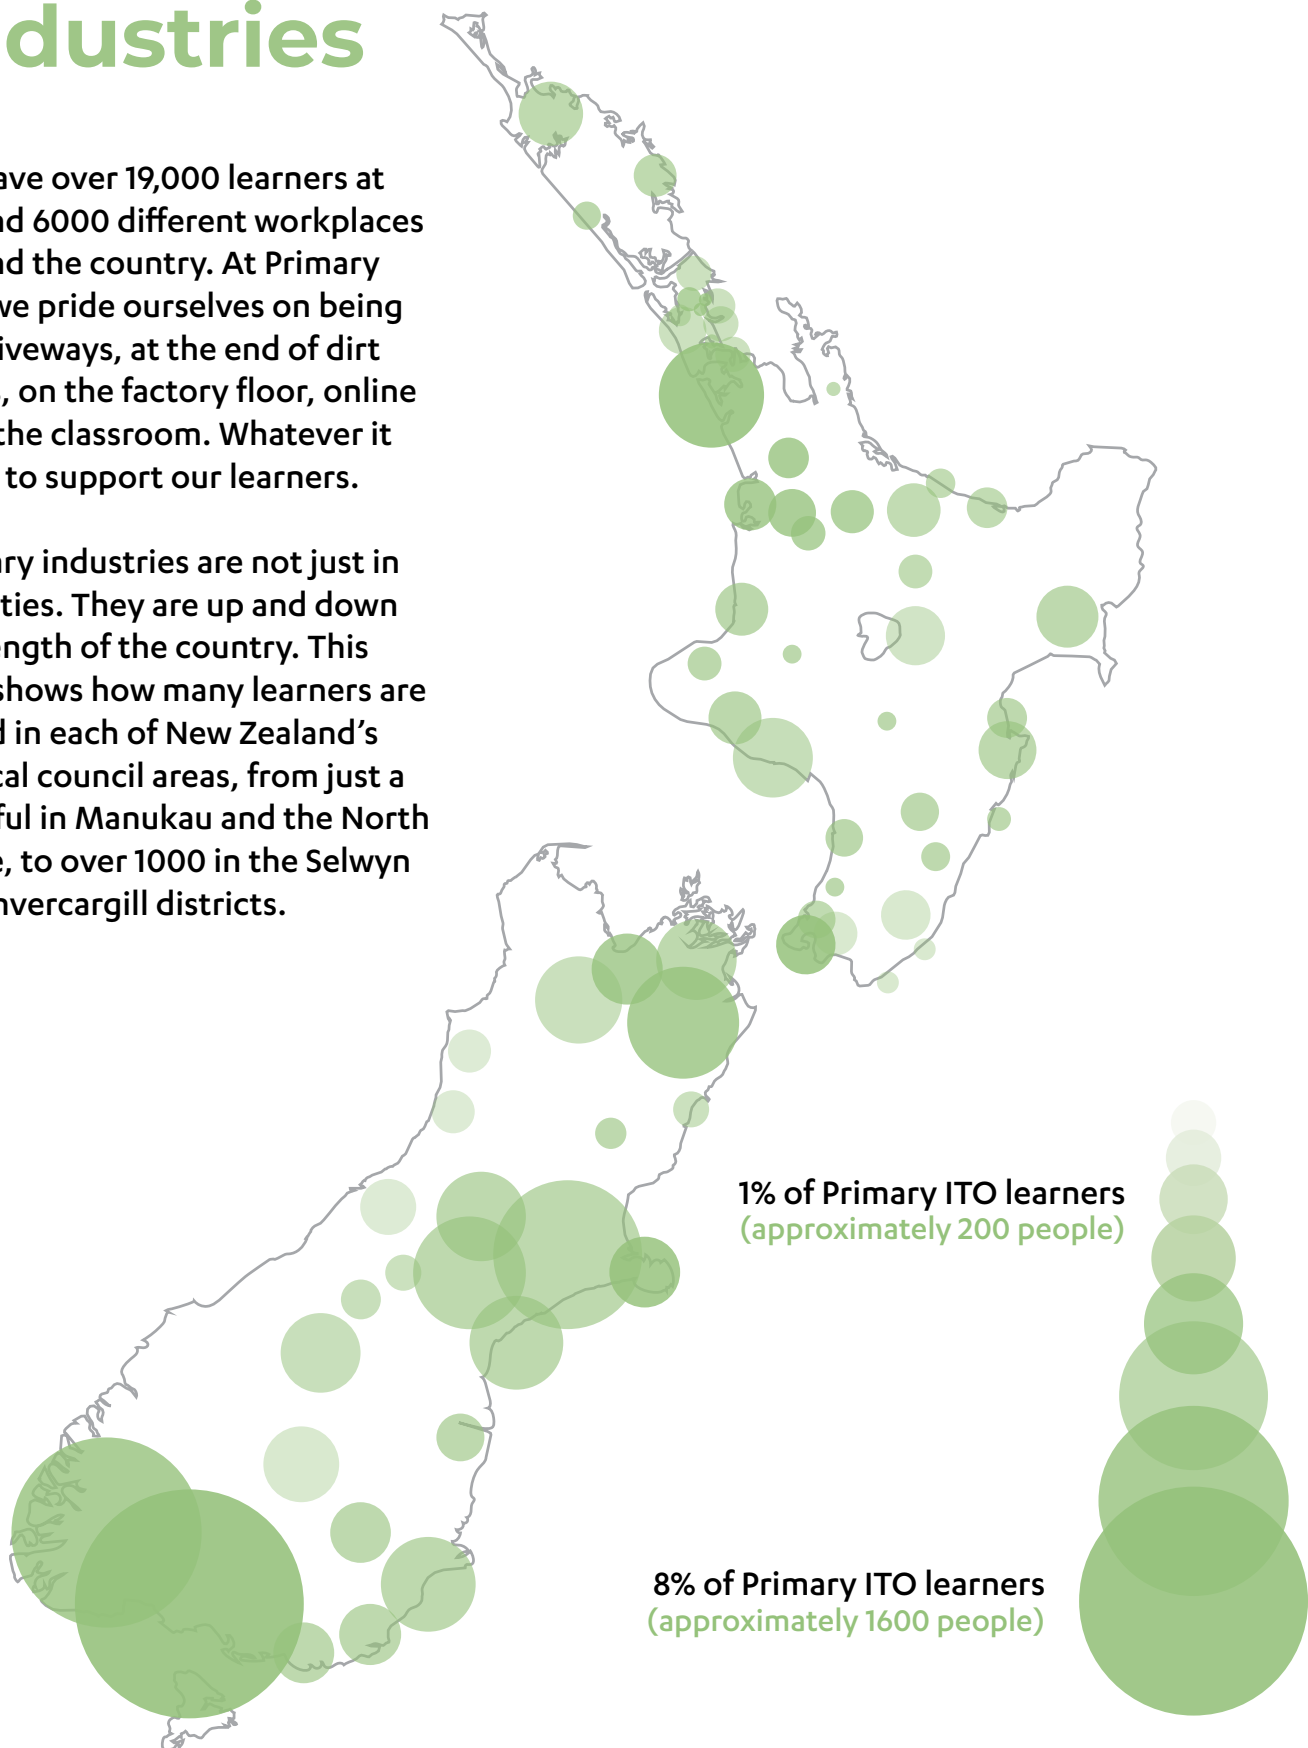 dustries
ave over 19,000 learners at
nd 6000 different workplaces
nd the country. At Primary
we pride ourselves on being
iveways, at the end of dirt
, on the factory floor, online
the classroom. Whatever it
to support our learners.
ary industries are not just in
ties. They are up and down
ength of the country. This
shows how many learners are
d in each of New Zealand’s
cal council areas, from just a
ful in Manukau and the North
e, to over 1000 in the Selwyn
nvercargill districts.
1% of Primary ITO learners
(approximately 200 people)
8% of Primary ITO learners
(approximately 1600 people)